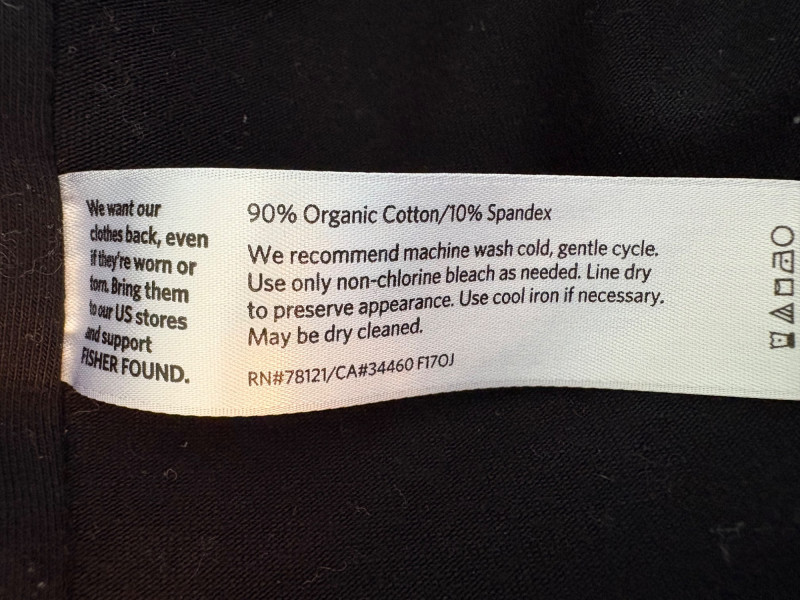 We want our
clothes back, even
if they're worn or
torn. Bring them
to our US stores
and support
FISHER FOUND.
90% Organic Cotton/10% Spandex
We recommend machine wash cold, gentle cycle.
Use only non-chlorine bleach as needed. Line dry
to preserve appearance. Use cool iron if necessary.
May be dry cleaned.
RN#78121/CA#34460 F17OJ